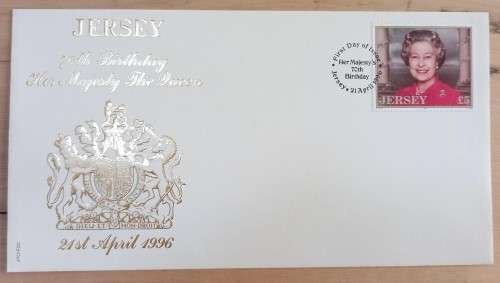 JERSEY
70th Birthday
Her Majesty The Queen
DIEU ET MON DROIT
21st April 1996
First Day of Issue
Her Majesty's
70th
Birthday
Jersey • 21 April 1996
JERSEY £5